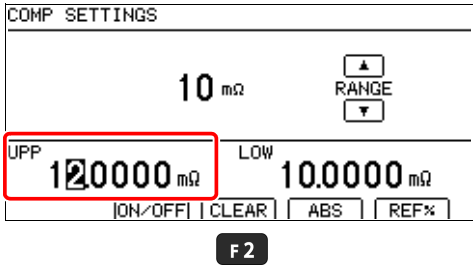 COMP SETTINGS
10 mΩ
▲
RANGE
▼
UPP 12.0000 mΩ LOW 10.0000 mΩ
ON/OFF CLEAR ABS REF%
F2